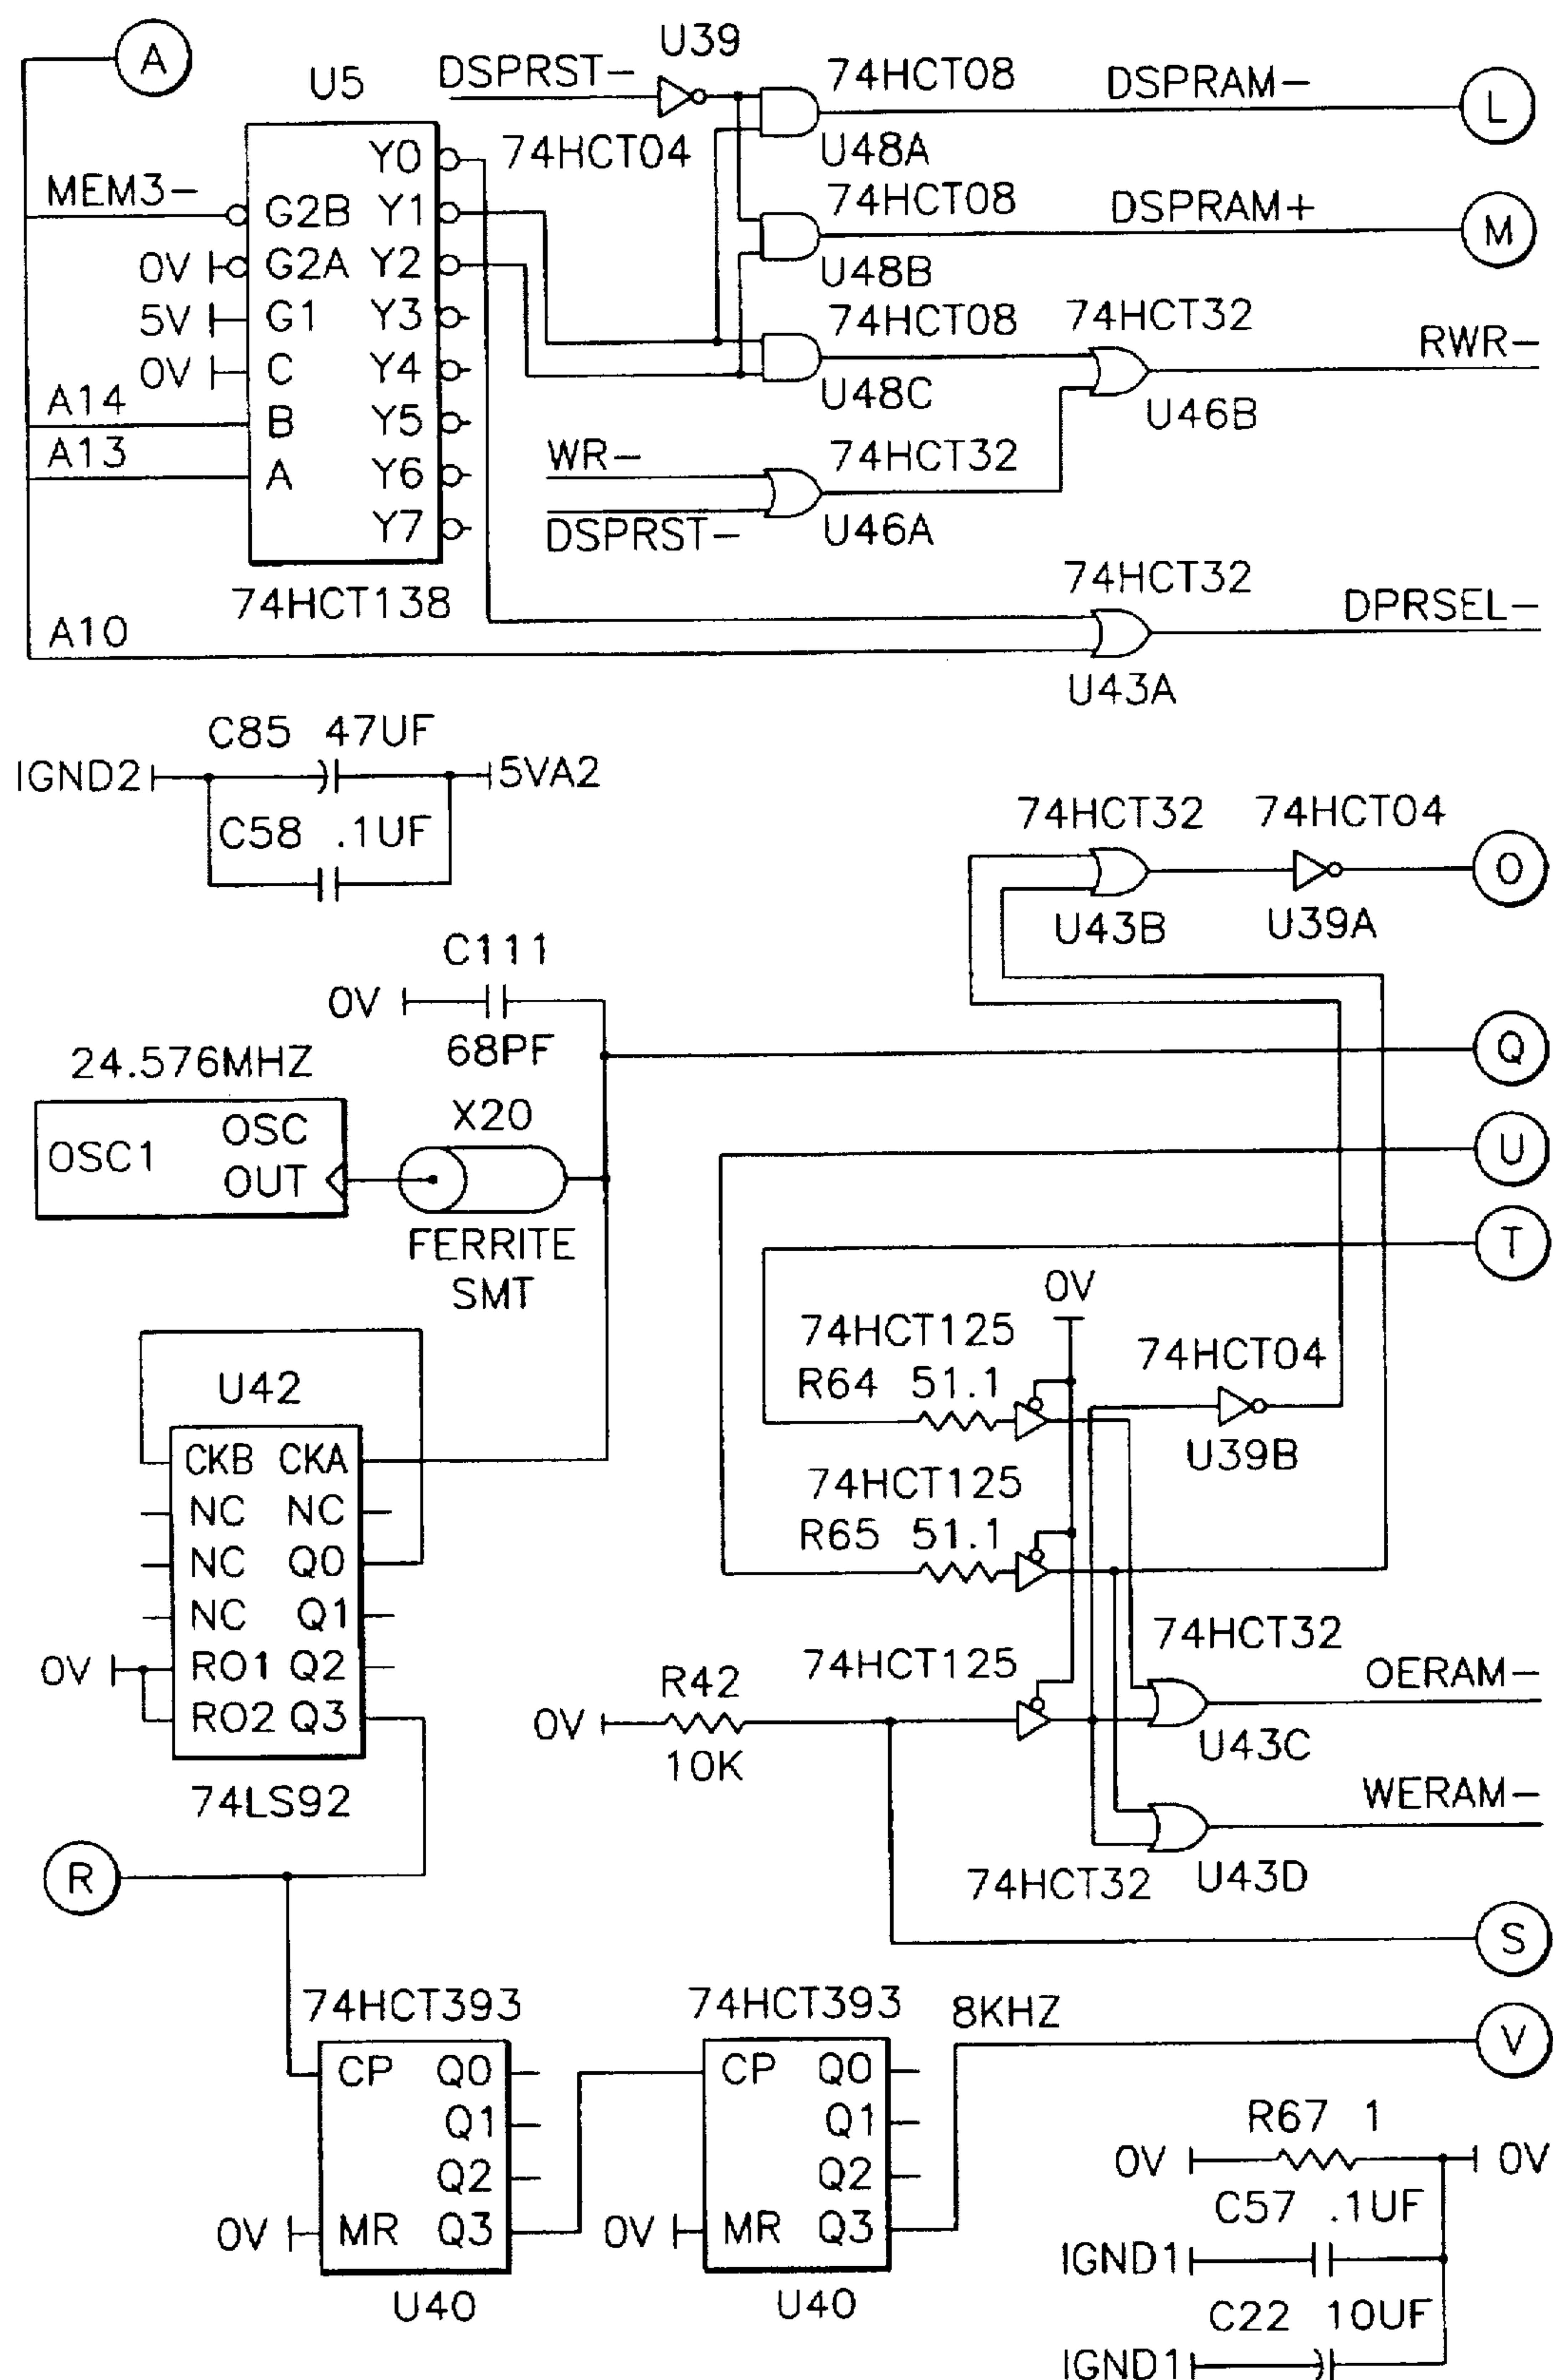 A
U39
DSPRST-
74HCT08
DSPRAM-
L
U5
74HCT04
U48A
Y0
MEM3-
G2B Y1
74HCT08
DSPRAM+
M
0V
G2A Y2
U48B
5V
G1 Y3
74HCT08
74HCT32
RWR-
0V
C Y4
U48C
A14
B Y5
U46B
A13
A Y6
WR-
74HCT32
Y7
DSPRST-
U46A
74HCT138
74HCT32
DPRSEL-
A10
U43A
C85 47UF
IGND2
5VA2
C58 .1UF
74HCT32
74HCT04
O
U43B
U39A
C111
0V
68PF
Q
24.576MHZ
OSC1
OSC
OUT
X20
U
FERRITE
SMT
T
0V
74HCT125
74HCT04
R64 51.1
U42
U39B
CKB CKA
74HCT125
NC NC
R65 51.1
NC Q0
NC Q1
74HCT32
0V
RO1 Q2
R42
74HCT125
OERAM-
RO2 Q3
0V
10K
U43C
74LS92
WERAM-
R
74HCT32
U43D
S
74HCT393
74HCT393
8KHZ
V
CP Q0
CP Q0
Q1
Q1
R67 1
Q2
Q2
0V
0V
0V
MR Q3
0V
MR Q3
C57 .1UF
IGND1
U40
U40
C22 10UF
IGND1